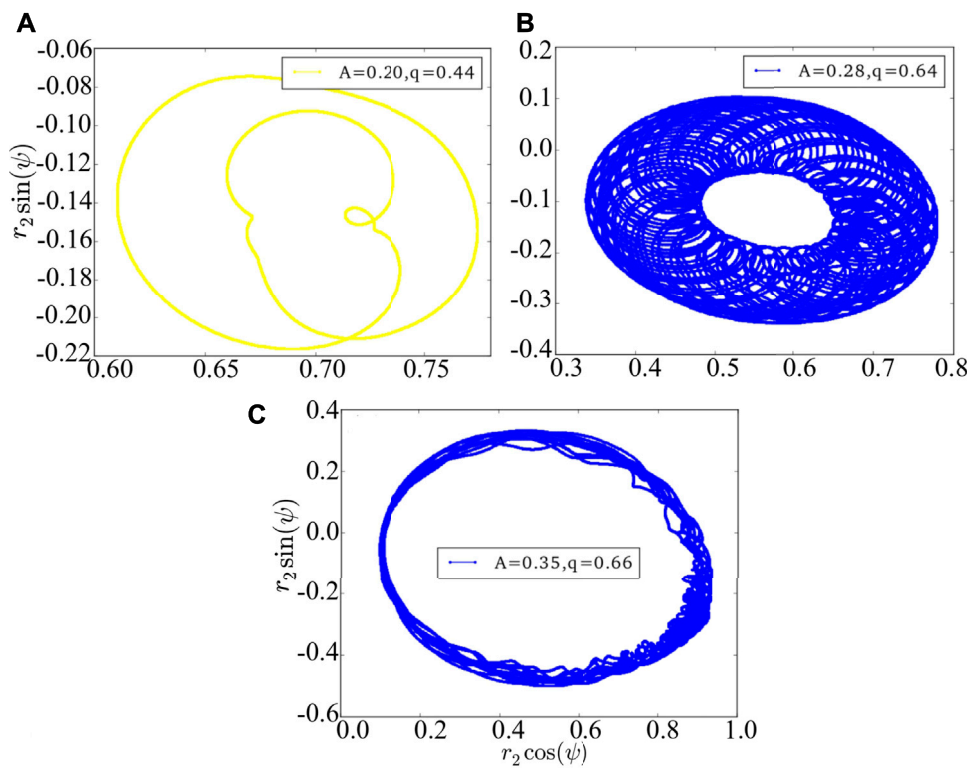 A
B
-0.06
-0.08
-0.10
-0.12
-0.14
-0.16
-0.18
-0.20
-0.22
r₂ sin(ψ)
A=0.20,q=0.44
0.60 0.65 0.70 0.75
0.2
0.1
0.0
-0.1
-0.2
-0.3
-0.4
A=0.28,q=0.64
0.3 0.4 0.5 0.6 0.7 0.8
C
0.4
0.2
0.0
-0.2
-0.4
-0.6
r₂ sin(ψ)
A=0.35,q=0.66
0.0 0.2 0.4 0.6 0.8 1.0
r₂ cos(ψ)